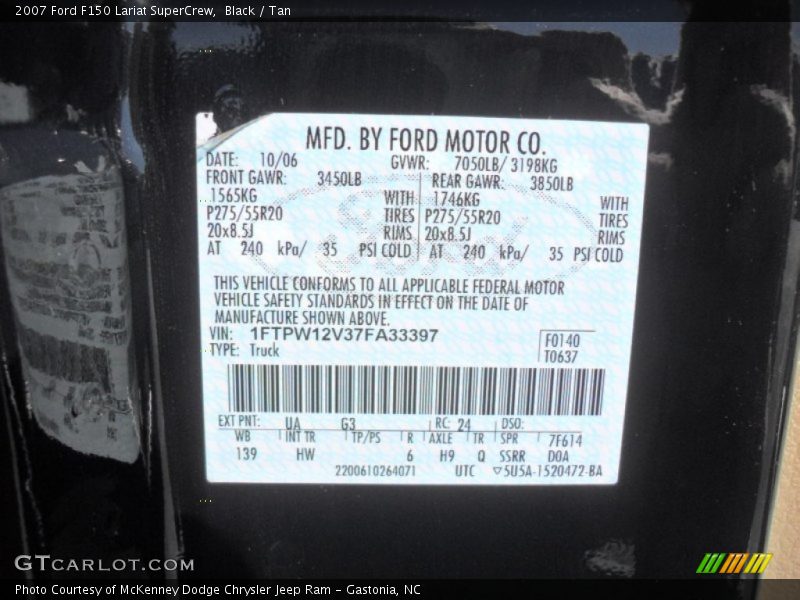 2007 Ford F150 Lariat SuperCrew,  Black / Tan
MFD. BY FORD MOTOR CO.
DATE: 10/06 GVWR: 7050LB/ 3198KG
FRONT GAWR: 3450LB REAR GAWR: 3850LB
1565KG WITH 1746KG WITH
P275/55R20 TIRES P275/55R20 TIRES
20x8.5J RIMS 20x8.5J RIMS
AT 240 kPa/ 35 PSI COLD AT 240 kPa/ 35 PSI COLD
THIS VEHICLE CONFORMS TO ALL APPLICABLE FEDERAL MOTOR
VEHICLE SAFETY STANDARDS IN EFFECT ON THE DATE OF
MANUFACTURE SHOWN ABOVE.
VIN: 1FTPW12V37FA33397
TYPE: Truck
F0140
T0637
EXT PNT: UA G3 RC: 24 DSO:
WB INT TR TP/PS R AXLE TR SPR 7F614
139 HW 6 H9 Q SSRR D0A
2200610264071 UTC ▽5U5A-1520472-BA
GTCARLOT.COM
Photo Courtesy of McKenney Dodge Chrysler Jeep Ram – Gastonia, NC